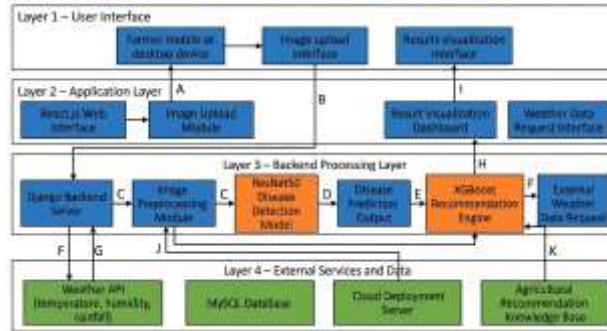 Layer 1 – User Interface
Farmer mobile or
desktop device
Image upload
interface
Results visualization
interface
Layer 2 – Application Layer
A
B
I
React.js Web
Interface
Image Upload
Module
Result Visualization
Dashboard
Weather Data
Request Interface
Layer 3 – Backend Processing Layer
H
Django Backend
Server
C
Image
Preprocessing
Module
C
ResNet50
Disease
Detection
Model
D
Disease
Prediction
Output
E
XGBoost
Recommendation
Engine
F
External
Weather
Data Request
F
G
J
K
Layer 4 – External Services and Data
Weather API
(temperature, humidity,
rainfall)
MySQL Database
Cloud Deployment
Server
Agricultural
Recommendation
Knowledge Base